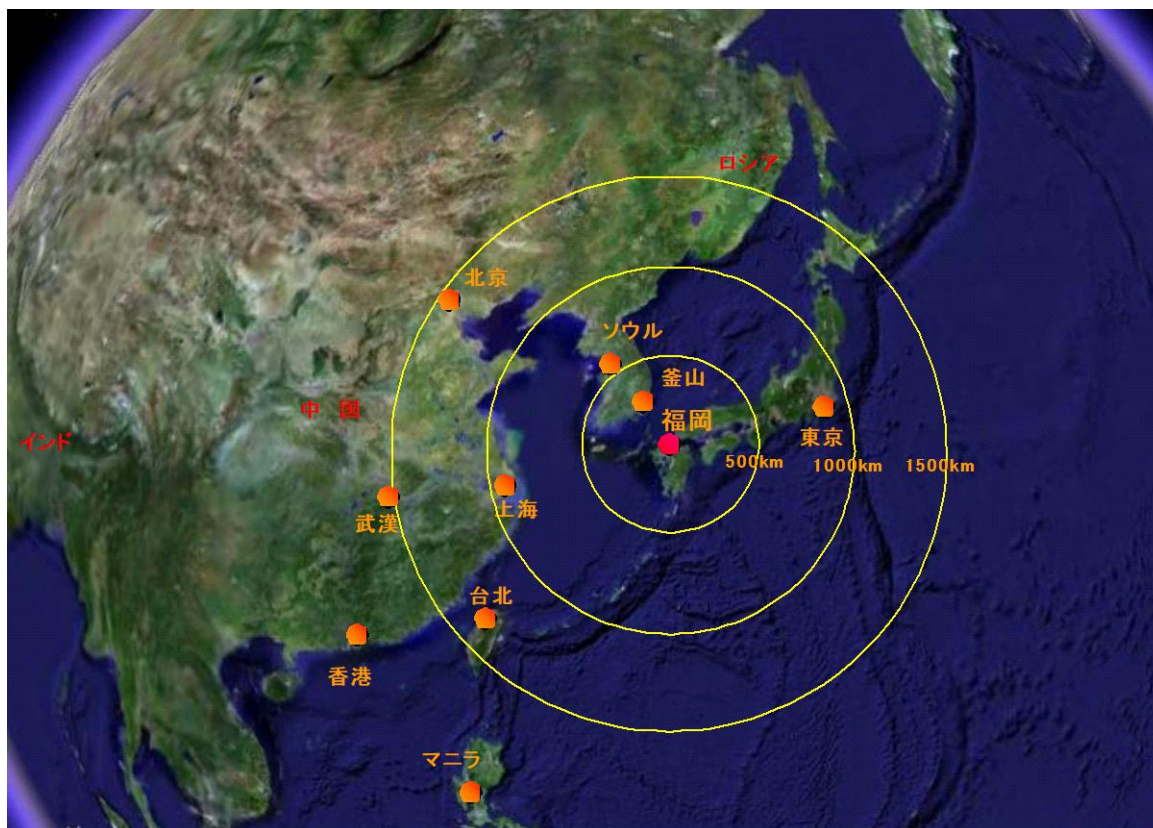 ロシア
北京
ソウル
釜山
中 国
福岡
インド
東京
500km
1000km
1500km
武漢
上海
台北
香港
マニラ